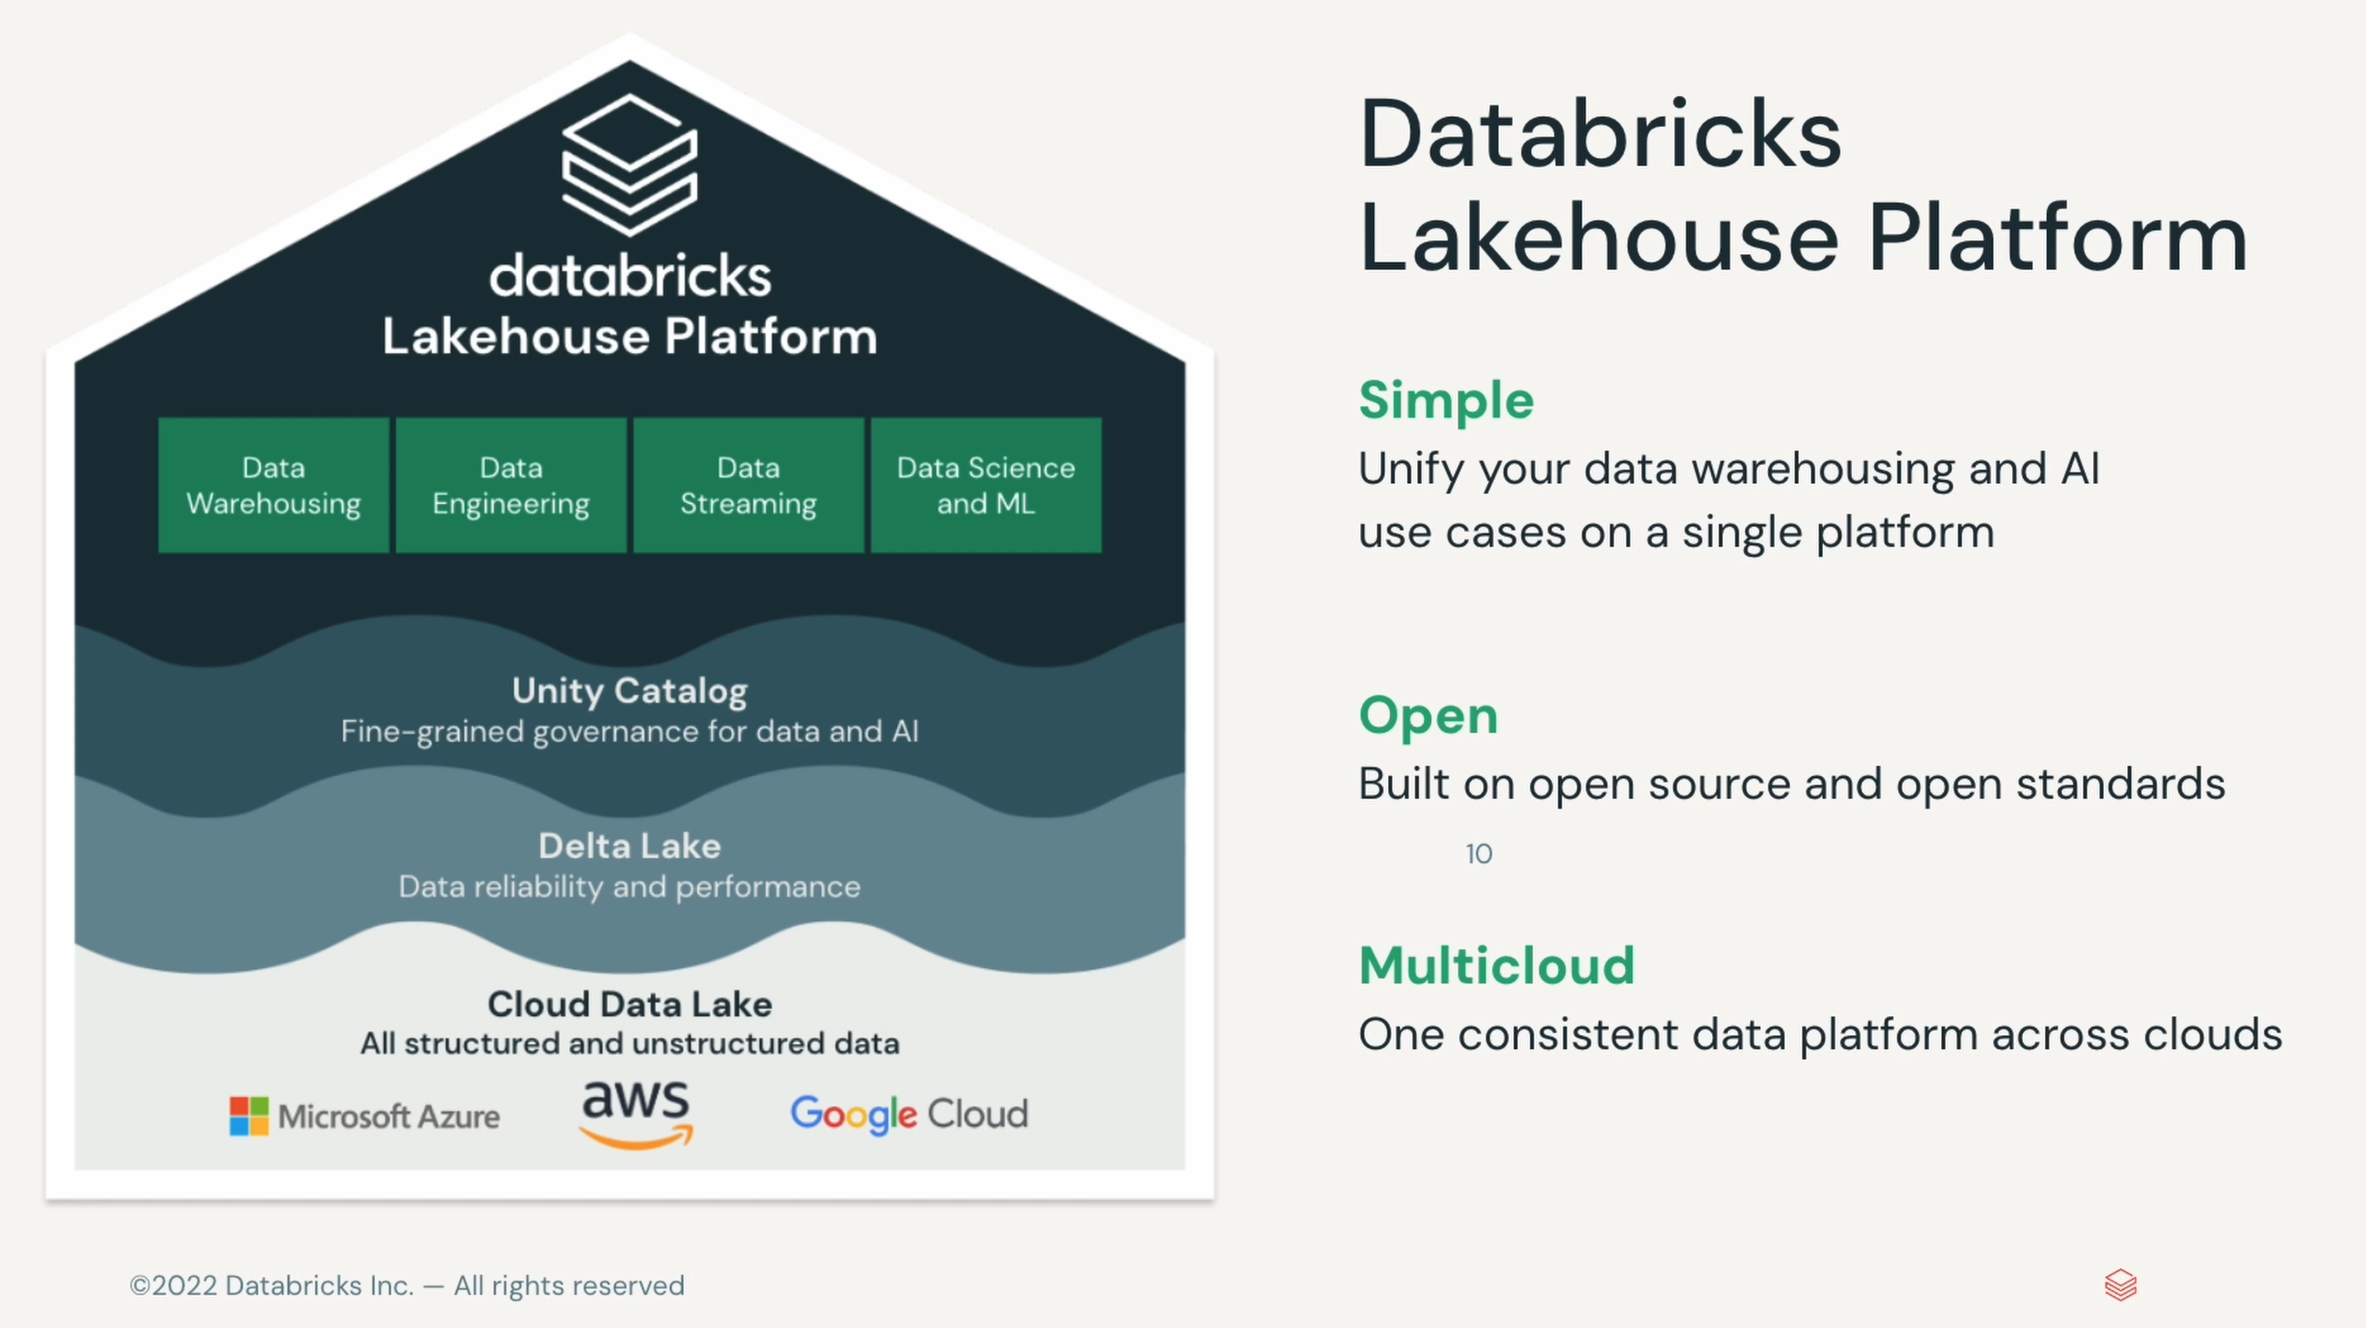 databricks
Lakehouse Platform
Data
Warehousing
Data
Engineering
Data
Streaming
Data Science
and ML
Unity Catalog
Fine-grained governance for data and AI
Delta Lake
Data reliability and performance
Cloud Data Lake
All structured and unstructured data
Microsoft Azure
aws
Google Cloud
Databricks
Lakehouse Platform
Simple
Unify your data warehousing and AI
use cases on a single platform
Open
Built on open source and open standards
10
Multicloud
One consistent data platform across clouds
©2022 Databricks Inc. — All rights reserved